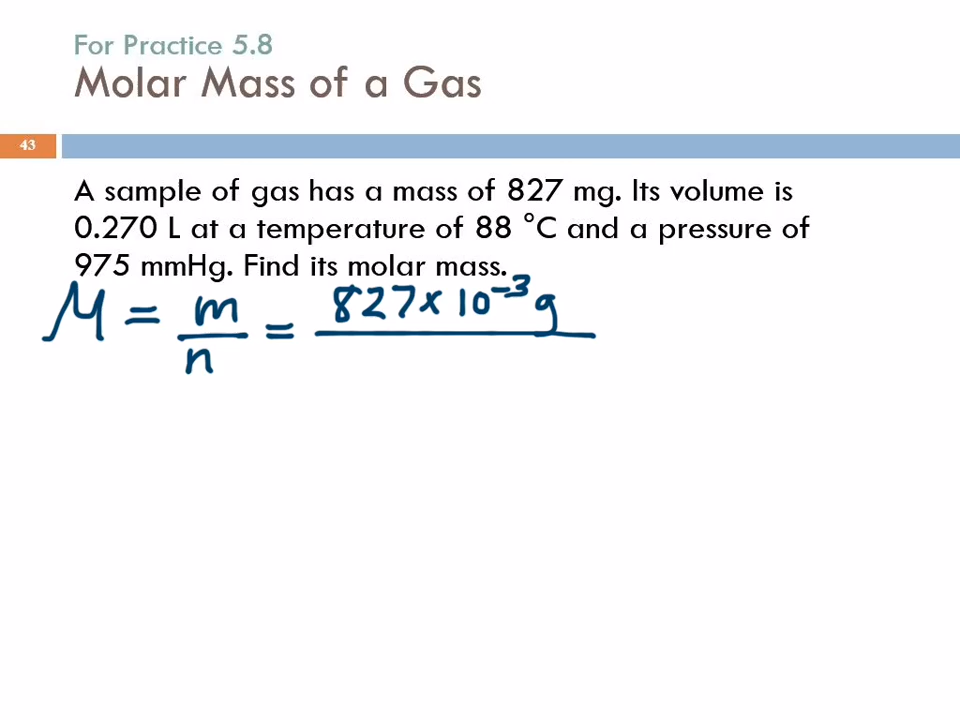 For Practice 5.8
Molar Mass of a Gas
43
A sample of gas has a mass of 827 mg. Its volume is
0.270 L at a temperature of 88 °C and a pressure of
975 mmHg. Find its molar mass.
ℳ = m/n = 827 × 10⁻³ g